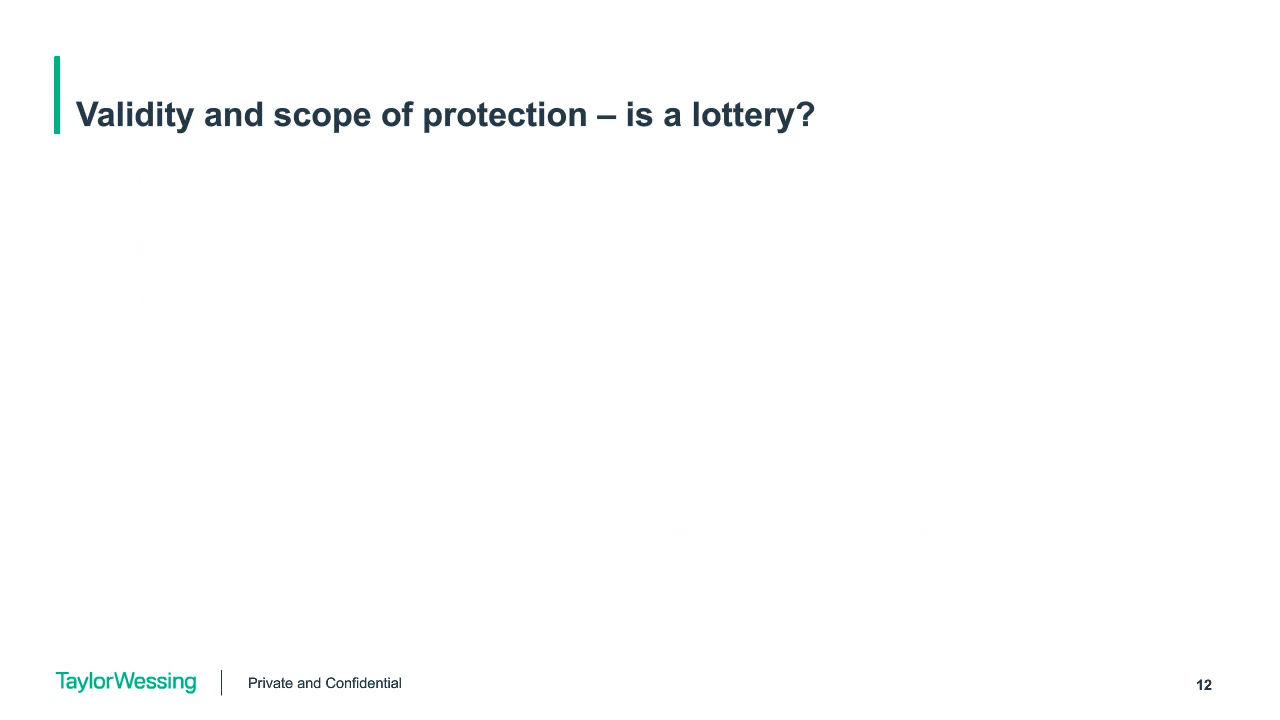 Validity and scope of protection – is a lottery?
TaylorWessing
Private and Confidential
12